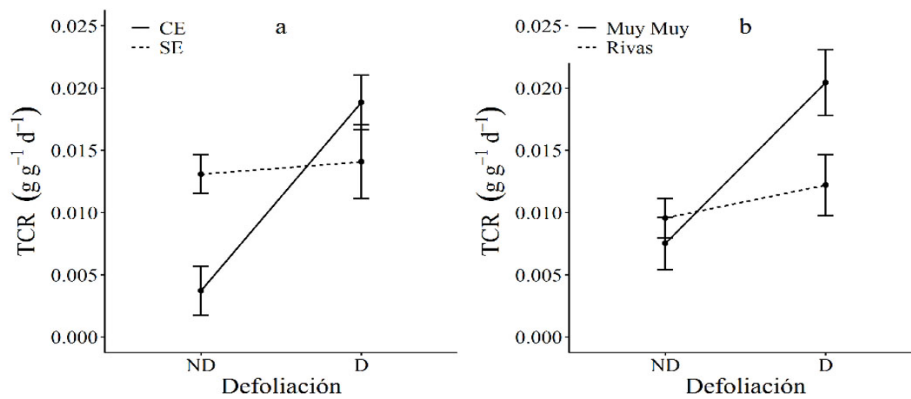 a
CE
SE
0.025
0.020
0.015
0.010
0.005
0.000
TCR (g g⁻¹ d⁻¹)
ND D
Defoliación
b
Muy Muy
Rivas
0.025
0.020
0.015
0.010
0.005
0.000
TCR (g g⁻¹ d⁻¹)
ND D
Defoliación